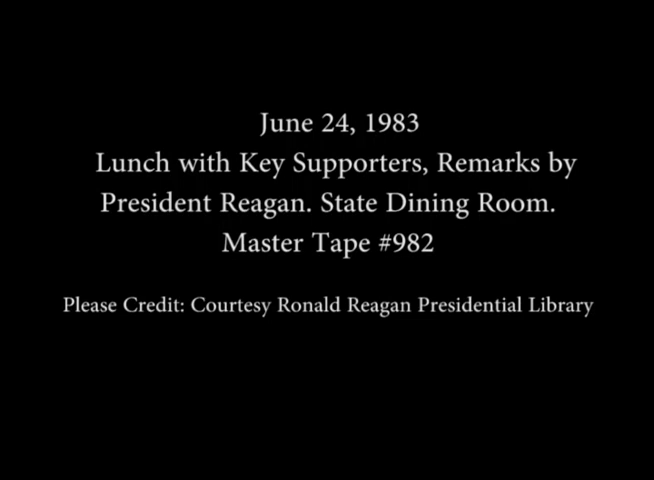 June 24, 1983
Lunch with Key Supporters, Remarks by
President Reagan. State Dining Room.
Master Tape #982
Please Credit: Courtesy Ronald Reagan Presidential Library